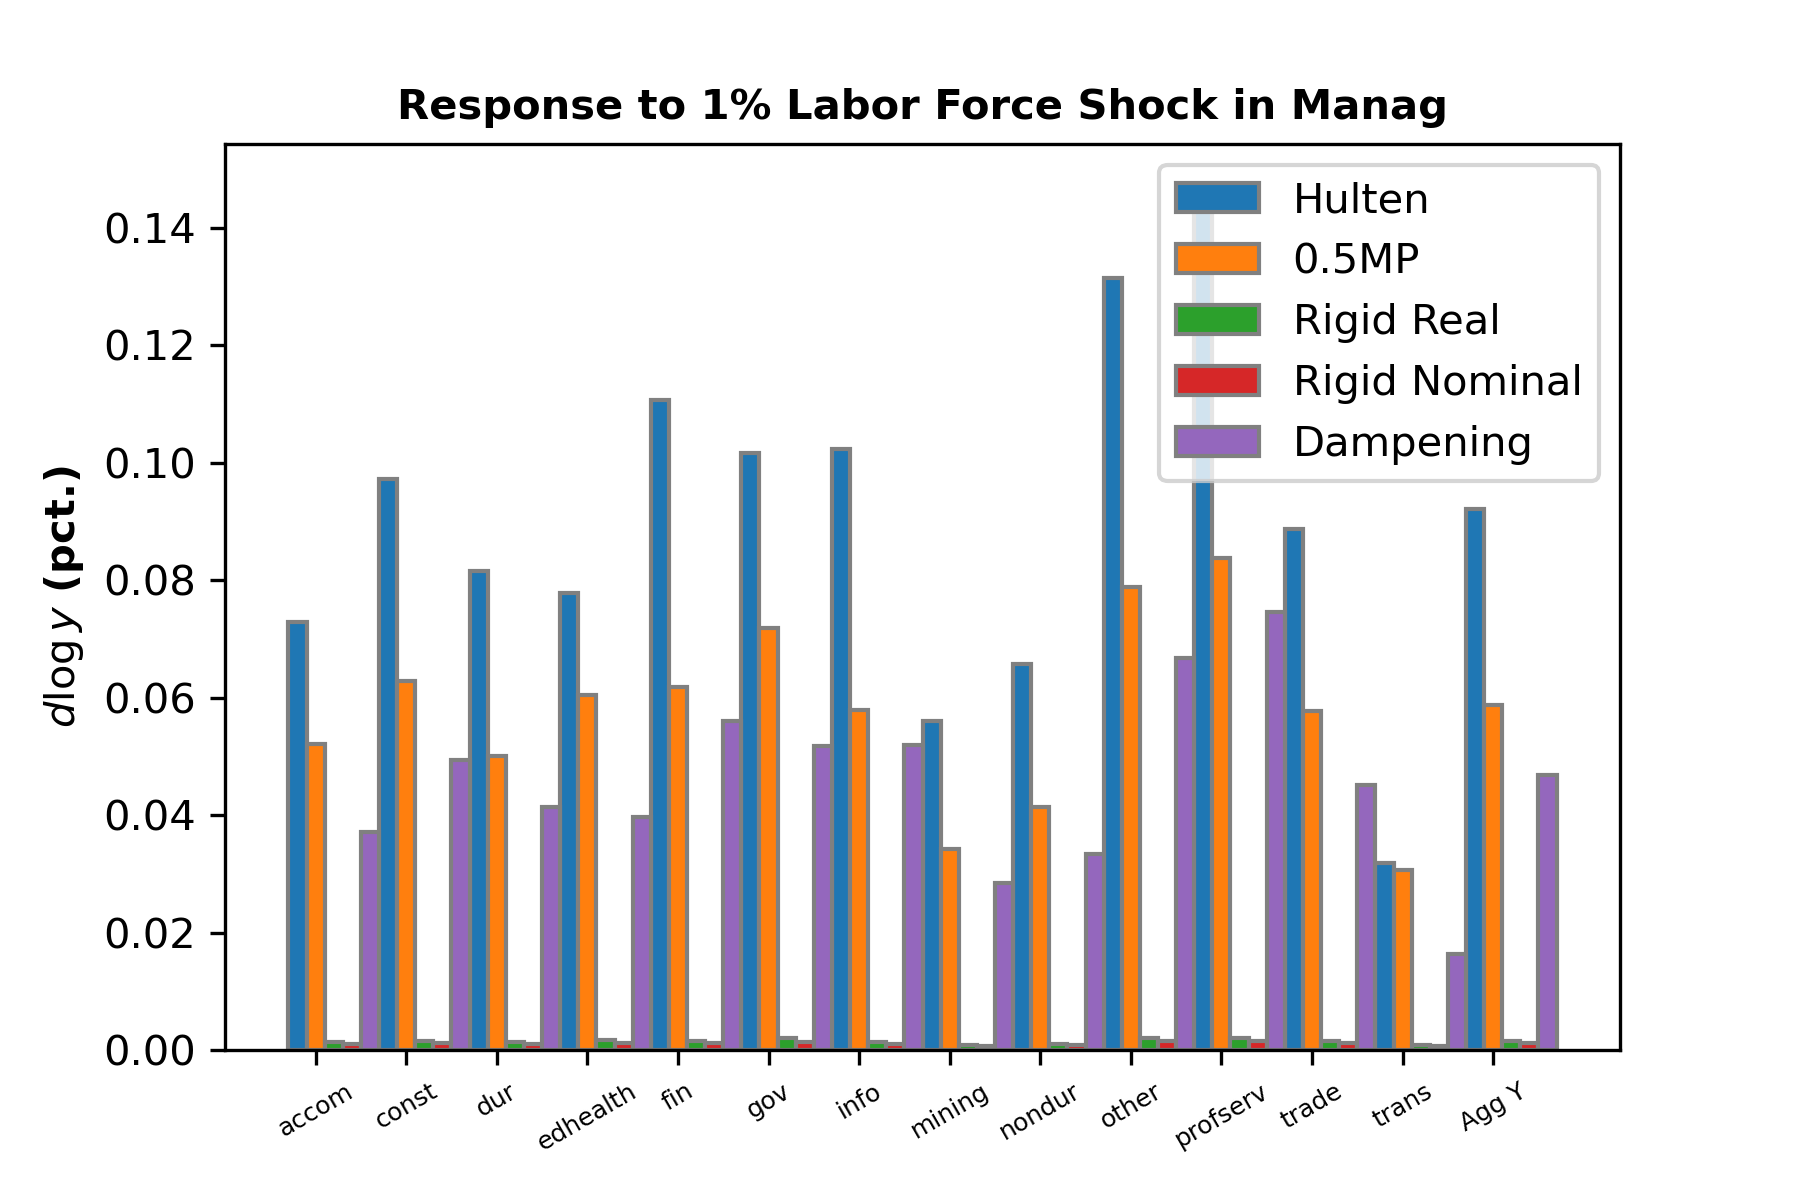 Response to 1% Labor Force Shock in Manag
Hulten
0.5MP
Rigid Real
Rigid Nominal
Dampening
dlog y (pct.)
0.14
0.12
0.10
0.08
0.06
0.04
0.02
0.00
accom
const
dur
edhealth
fin
gov
info
mining
nondur
other
profserv
trade
trans
Agg Y